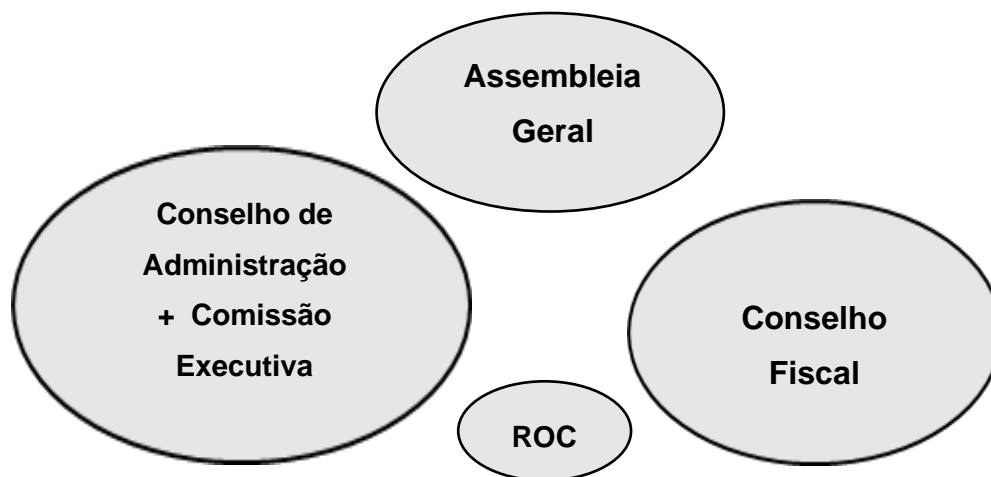 Assembleia
Geral
Conselho de
Administração
+ Comissão
Executiva
Conselho
Fiscal
ROC